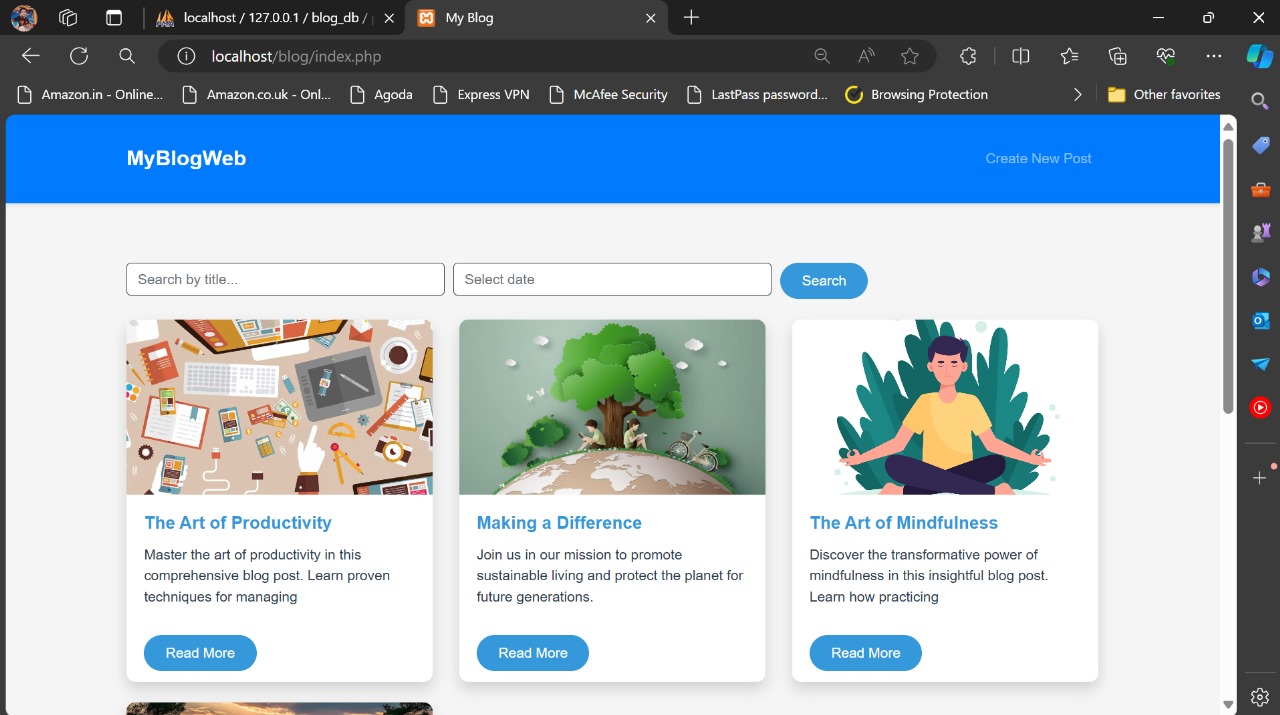 localhost / 127.0.0.1 / blog_db /
My Blog
localhost/blog/index.php
Amazon.in - Online...
Amazon.co.uk - Onl...
Agoda
Express VPN
McAfee Security
LastPass password...
Browsing Protection
Other favorites
MyBlogWeb
Create New Post
Search by title...
Select date
Search
The Art of Productivity
Master the art of productivity in this
comprehensive blog post. Learn proven
techniques for managing
Read More
Making a Difference
Join us in our mission to promote
sustainable living and protect the planet for
future generations.
Read More
The Art of Mindfulness
Discover the transformative power of
mindfulness in this insightful blog post.
Learn how practicing
Read More